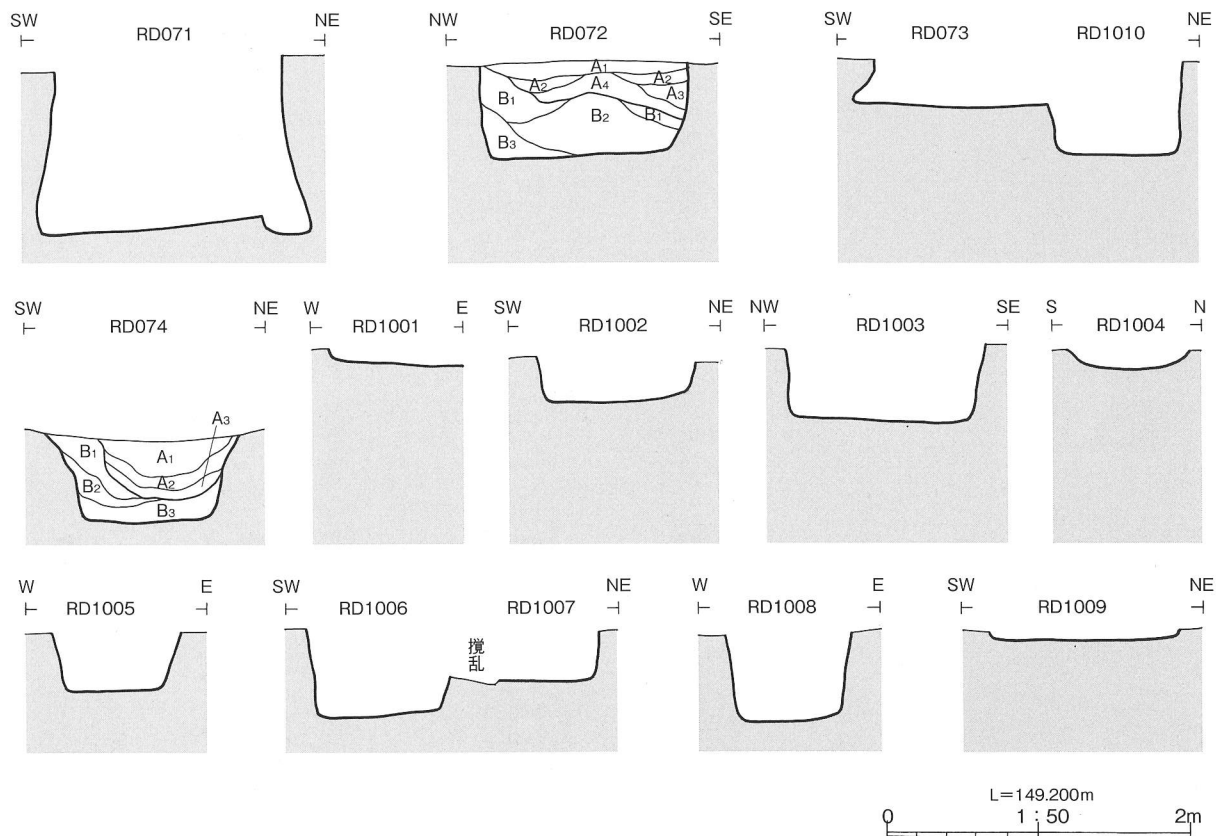 SW RD071 NE
NW RD072 SE
SW RD073 RD1010 NE
A1
A2 A2
A4
A3
B1
B2 B1
B3
SW RD074 NE
W RD1001 E
SW RD1002 NE
NW RD1003 SE
S RD1004 N
A3
B1 A1
A2
B2
B3
W RD1005 E
SW RD1006 RD1007 NE
撹乱
W RD1008 E
SW RD1009 NE
L=149.200m
0 1:50 2m